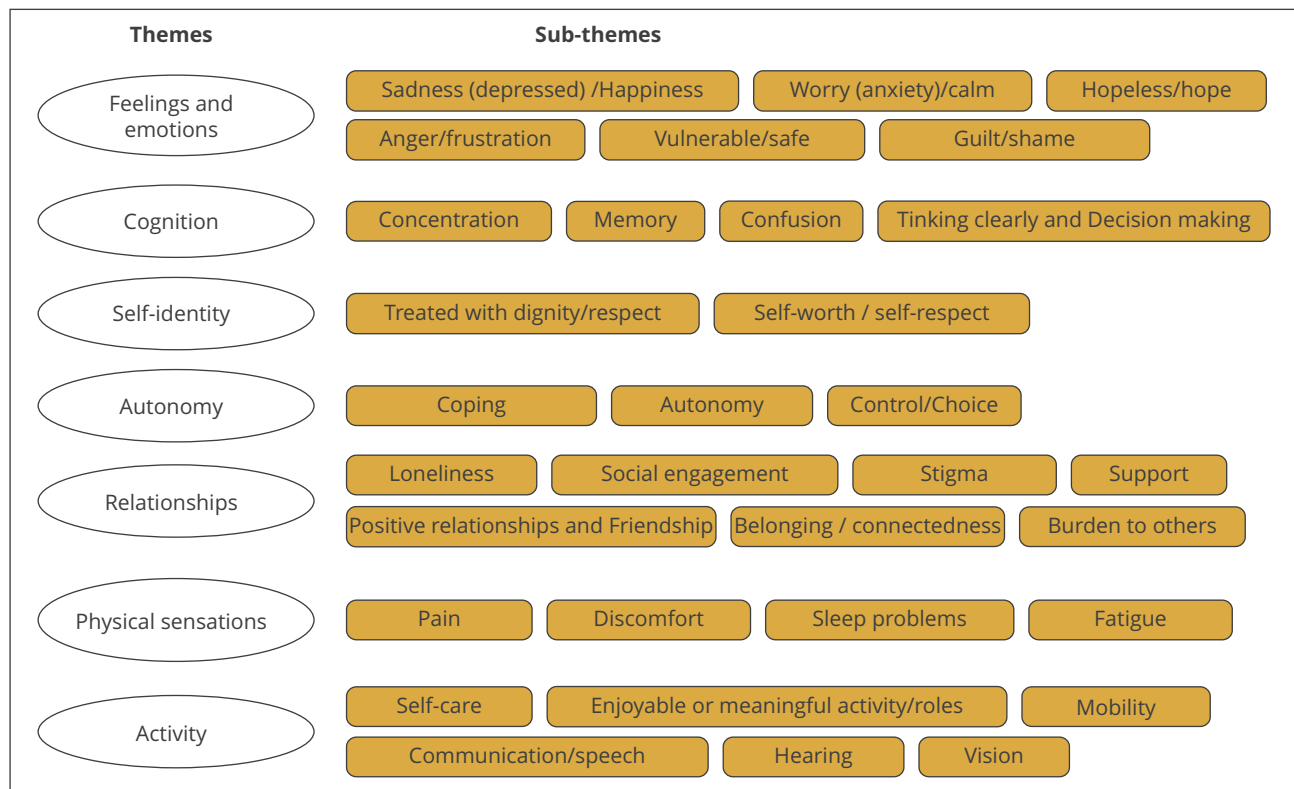 Themes
Sub-themes
Feelings and
emotions
Sadness (depressed) /Happiness
Worry (anxiety)/calm
Hopeless/hope
Anger/frustration
Vulnerable/safe
Guilt/shame
Cognition
Concentration
Memory
Confusion
Tinking clearly and Decision making
Self-identity
Treated with dignity/respect
Self-worth / self-respect
Autonomy
Coping
Autonomy
Control/Choice
Relationships
Loneliness
Social engagement
Stigma
Support
Positive relationships and Friendship
Belonging / connectedness
Burden to others
Physical sensations
Pain
Discomfort
Sleep problems
Fatigue
Activity
Self-care
Enjoyable or meaningful activity/roles
Mobility
Communication/speech
Hearing
Vision